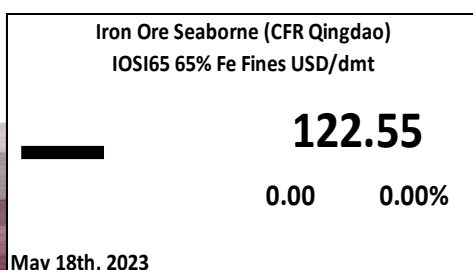 Iron Ore Seaborne (CFR Qingdao)
IOSI65 65% Fe Fines USD/dmt
122.55
0.00 0.00%
May 18th, 2023